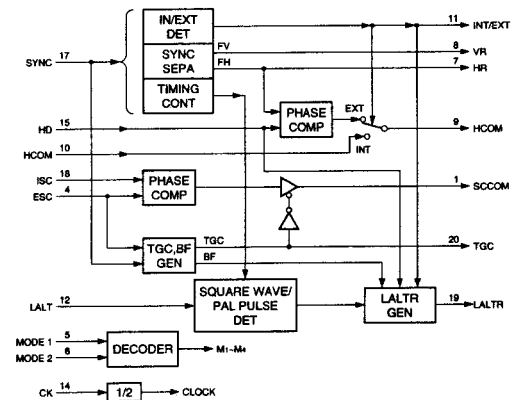 IN/EXT
DET
11 INT/EXT
SYNC 17
SYNC
SEPA
FV
8 VR
FH
7 HR
TIMING
CONT
HD 15
PHASE
COMP
EXT
9 HCOM
HCOM 10
INT
ISC 18
ESC 4
PHASE
COMP
1 SCCOM
TGC,BF
GEN
TGC
20 TGC
BF
LALT 12
SQUARE WAVE/
PAL PULSE
DET
LALTR
GEN
19 LALTR
MODE 1 5
MODE 2 6
DECODER
M1~M4
CK 14
1/2
CLOCK